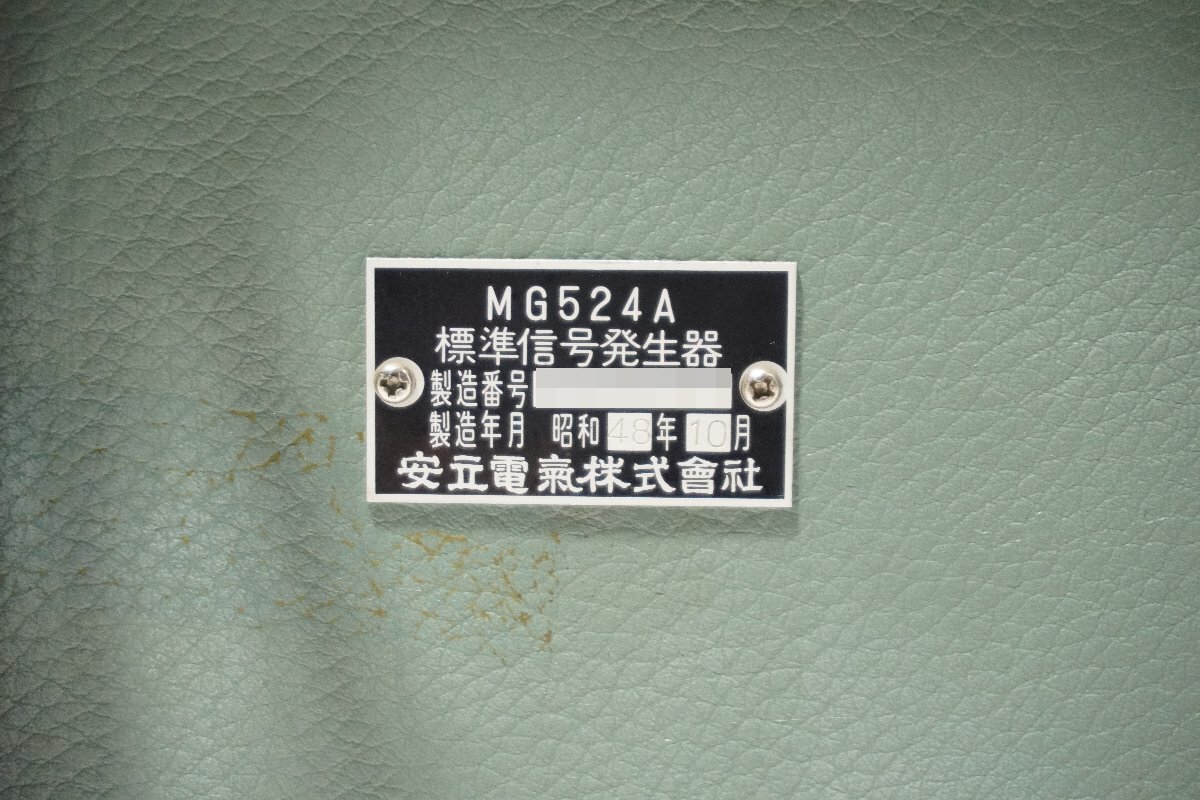 MG524A
標準信号発生器
製造番号
製造年月 昭和48年10月
安立電氣株式會社